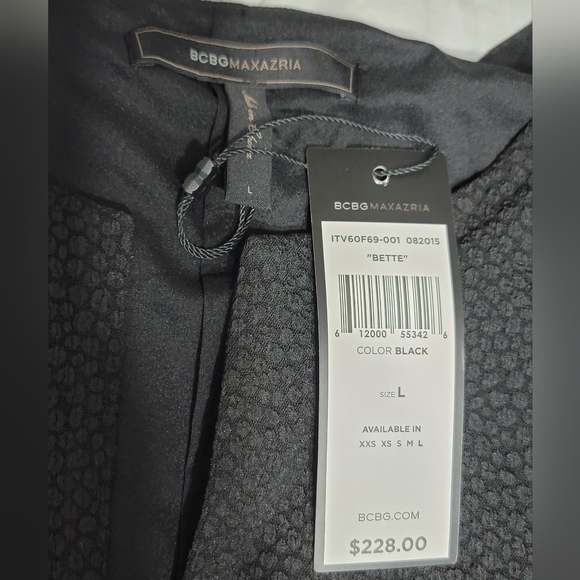 BCBGMAXAZRIA
L
BCBGMAXAZRIA
ITV60F69-001 082015
"BETTE"
6 12000 55342 6
COLOR BLACK
SIZE L
AVAILABLE IN
XXS XS S M L
BCBG.COM
$228.00